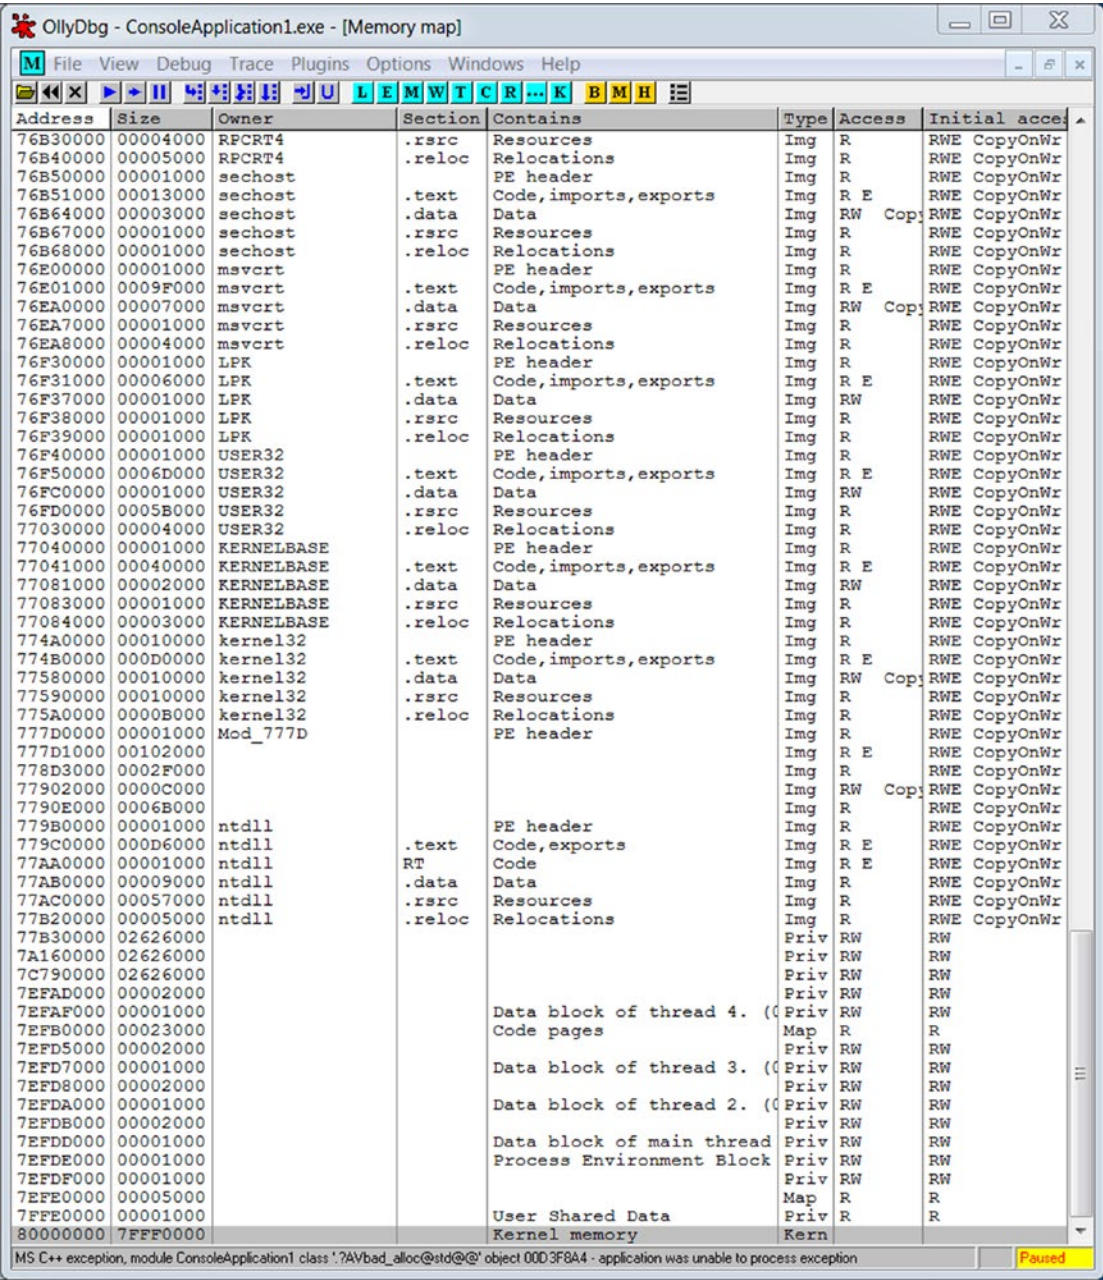 OllyDbg - ConsoleApplication1.exe - [Memory map]
M File View Debug Trace Plugins Options Windows Help
L E M W T C R ... K B M H
Address Size Owner Section Contains Type Access Initial acce
76B30000 00004000 RPCRT4 .rsrc Resources Img R RWE CopyOnWr
76B40000 00005000 RPCRT4 .reloc Relocations Img R RWE CopyOnWr
76B50000 00001000 sechost PE header Img R RWE CopyOnWr
76B51000 00013000 sechost .text Code,imports,exports Img R E RWE CopyOnWr
76B64000 00003000 sechost .data Data Img RW Copy RWE CopyOnWr
76B67000 00001000 sechost .rsrc Resources Img R RWE CopyOnWr
76B68000 00001000 sechost .reloc Relocations Img R RWE CopyOnWr
76E00000 00001000 msvcrt PE header Img R RWE CopyOnWr
76E01000 0009F000 msvcrt .text Code,imports,exports Img R E RWE CopyOnWr
76EA0000 00007000 msvcrt .data Data Img RW Copy RWE CopyOnWr
76EA7000 00001000 msvcrt .rsrc Resources Img R RWE CopyOnWr
76EA8000 00004000 msvcrt .reloc Relocations Img R RWE CopyOnWr
76F30000 00001000 LPK PE header Img R RWE CopyOnWr
76F31000 00006000 LPK .text Code,imports,exports Img R E RWE CopyOnWr
76F37000 00001000 LPK .data Data Img RW RWE CopyOnWr
76F38000 00001000 LPK .rsrc Resources Img R RWE CopyOnWr
76F39000 00001000 LPK .reloc Relocations Img R RWE CopyOnWr
76F40000 00001000 USER32 PE header Img R RWE CopyOnWr
76F50000 0006D000 USER32 .text Code,imports,exports Img R E RWE CopyOnWr
76FC0000 00001000 USER32 .data Data Img RW RWE CopyOnWr
76FD0000 0005B000 USER32 .rsrc Resources Img R RWE CopyOnWr
77030000 00004000 USER32 .reloc Relocations Img R RWE CopyOnWr
77040000 00001000 KERNELBASE PE header Img R RWE CopyOnWr
77041000 00040000 KERNELBASE .text Code,imports,exports Img R E RWE CopyOnWr
77081000 00002000 KERNELBASE .data Data Img RW RWE CopyOnWr
77083000 00001000 KERNELBASE .rsrc Resources Img R RWE CopyOnWr
77084000 00003000 KERNELBASE .reloc Relocations Img R RWE CopyOnWr
774A0000 00010000 kernel32 PE header Img R RWE CopyOnWr
774B0000 000D0000 kernel32 .text Code,imports,exports Img R E RWE CopyOnWr
77580000 00010000 kernel32 .data Data Img RW Copy RWE CopyOnWr
77590000 00010000 kernel32 .rsrc Resources Img R RWE CopyOnWr
775A0000 0000B000 kernel32 .reloc Relocations Img R RWE CopyOnWr
777D0000 00001000 Mod_777D PE header Img R RWE CopyOnWr
777D1000 00102000 Img R E RWE CopyOnWr
778D3000 0002F000 Img R RWE CopyOnWr
77902000 0000C000 Img RW Copy RWE CopyOnWr
7790E000 0006B000 Img R RWE CopyOnWr
779B0000 00001000 ntdll PE header Img R RWE CopyOnWr
779C0000 000D6000 ntdll .text Code,exports Img R E RWE CopyOnWr
77AA0000 00001000 ntdll RT Code Img R E RWE CopyOnWr
77AB0000 00009000 ntdll .data Data Img R RWE CopyOnWr
77AC0000 00057000 ntdll .rsrc Resources Img R RWE CopyOnWr
77B20000 00005000 ntdll .reloc Relocations Img R RWE CopyOnWr
77B30000 02626000 Priv RW RW
7A160000 02626000 Priv RW RW
7C790000 02626000 Priv RW RW
7EFAD000 00002000 Priv RW RW
7EFAF000 00001000 Data block of thread 4. (0 Priv RW RW
7EFB0000 00023000 Code pages Map R R
7EFD5000 00002000 Priv RW RW
7EFD7000 00001000 Data block of thread 3. (0 Priv RW RW
7EFD8000 00002000 Priv RW RW
7EFDA000 00001000 Data block of thread 2. (0 Priv RW RW
7EFDB000 00002000 Priv RW RW
7EFDD000 00001000 Data block of main thread Priv RW RW
7EFDE000 00001000 Process Environment Block Priv RW RW
7EFDF000 00001000 Priv RW RW
7EFE0000 00005000 Map R R
7FFE0000 00001000 User Shared Data Priv R R
80000000 7FFF0000 Kernel memory Kern
MS C++ exception, module ConsoleApplication1 class '.?AVbad_alloc@std@@' object 00D3F8A4 - application was unable to process exception Paused